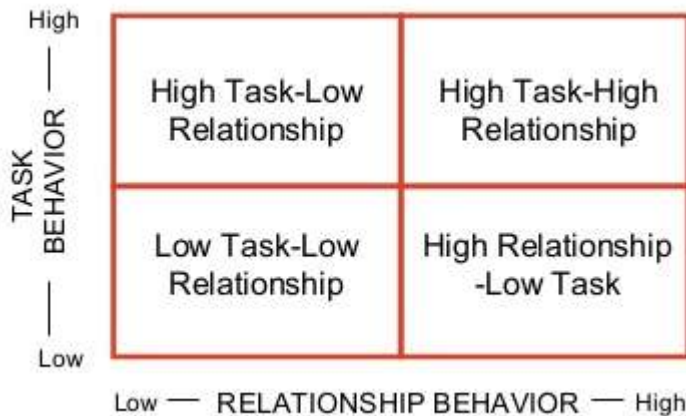 High
TASK
BEHAVIOR
Low
High Task-Low
Relationship
High Task-High
Relationship
Low Task-Low
Relationship
High Relationship
-Low Task
Low — RELATIONSHIP BEHAVIOR — High